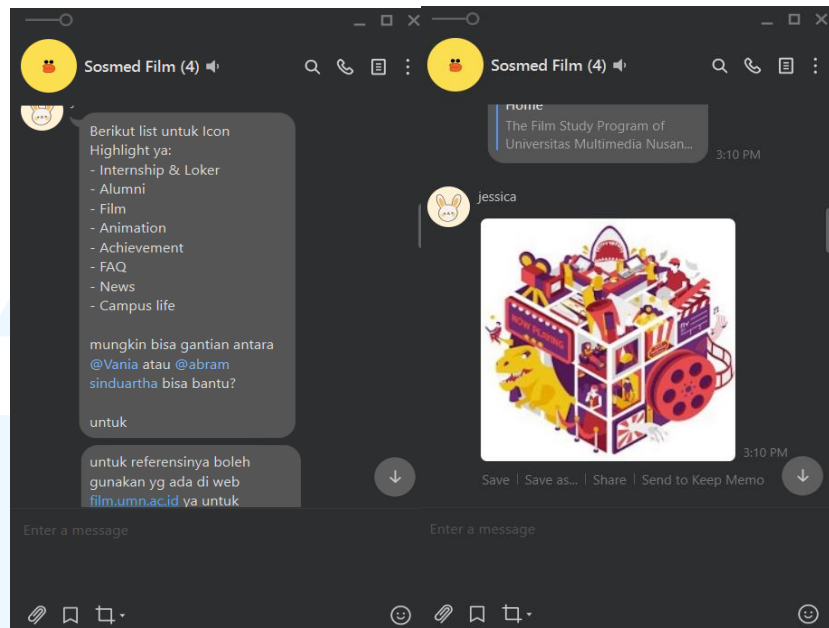 Sosmed Film (4)
Berikut list untuk Icon
Highlight ya:
- Internship & Loker
- Alumni
- Film
- Animation
- Achievement
- FAQ
- News
- Campus life
mungkin bisa gantian antara
@Vania atau @abram
sinduartha bisa bantu?
untuk
untuk referensinya boleh
gunakan yg ada di web
film.umn.ac.id ya untuk
Enter a message
Sosmed Film (4)
Home
The Film Study Program of
Universitas Multimedia Nusan...
3:10 PM
jessica
NOW PLAYING
3:10 PM
Save | Save as... | Share | Send to Keep Memo
Enter a message